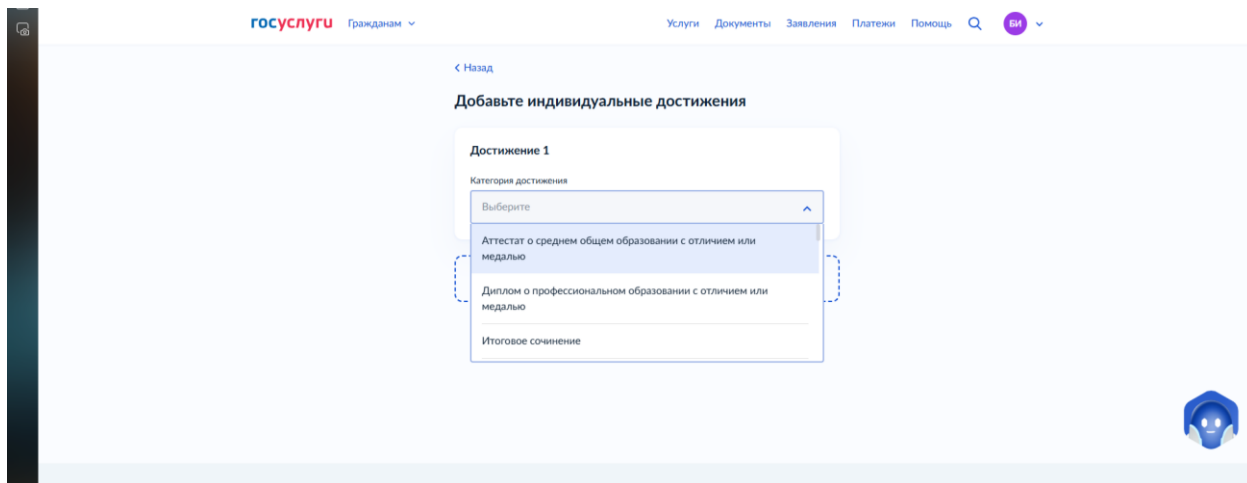 госуслуги Гражданам Услуги Документы Заявления Платежи Помощь БИ
Назад
Добавьте индивидуальные достижения
Достижение 1
Категория достижения
Выберите
Аттестат о среднем общем образовании с отличием или
медалью
Диплом о профессиональном образовании с отличием или
медалью
Итоговое сочинение